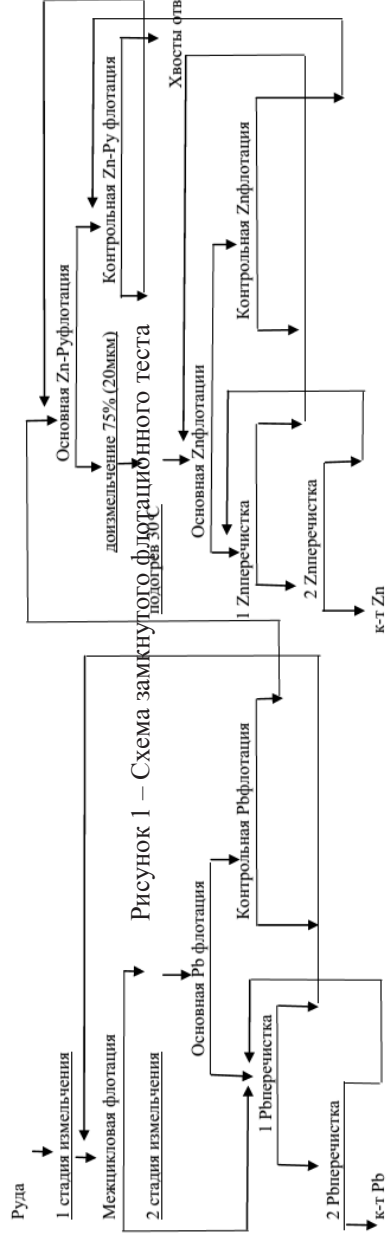 Руда
1 стадия измельчения
Межцикловая флотация
2 стадия измельчения
Основная Pb флотация
Контрольная Pbфлотация
1 Pbперечистка
2 Pbперечистка
к-т Pb
Основная Zn-Pyфлотация
Контрольная Zn-Py флотация
Хвосты отв
доизмельчение 75% (20мкм)
подогрев 50°C
Основная Znфлотации
Контрольная Znфлотация
1 Znперечистка
2 Znперечистка
к-т Zn
Рисунок 1 – Схема замкнутого флотационного теста